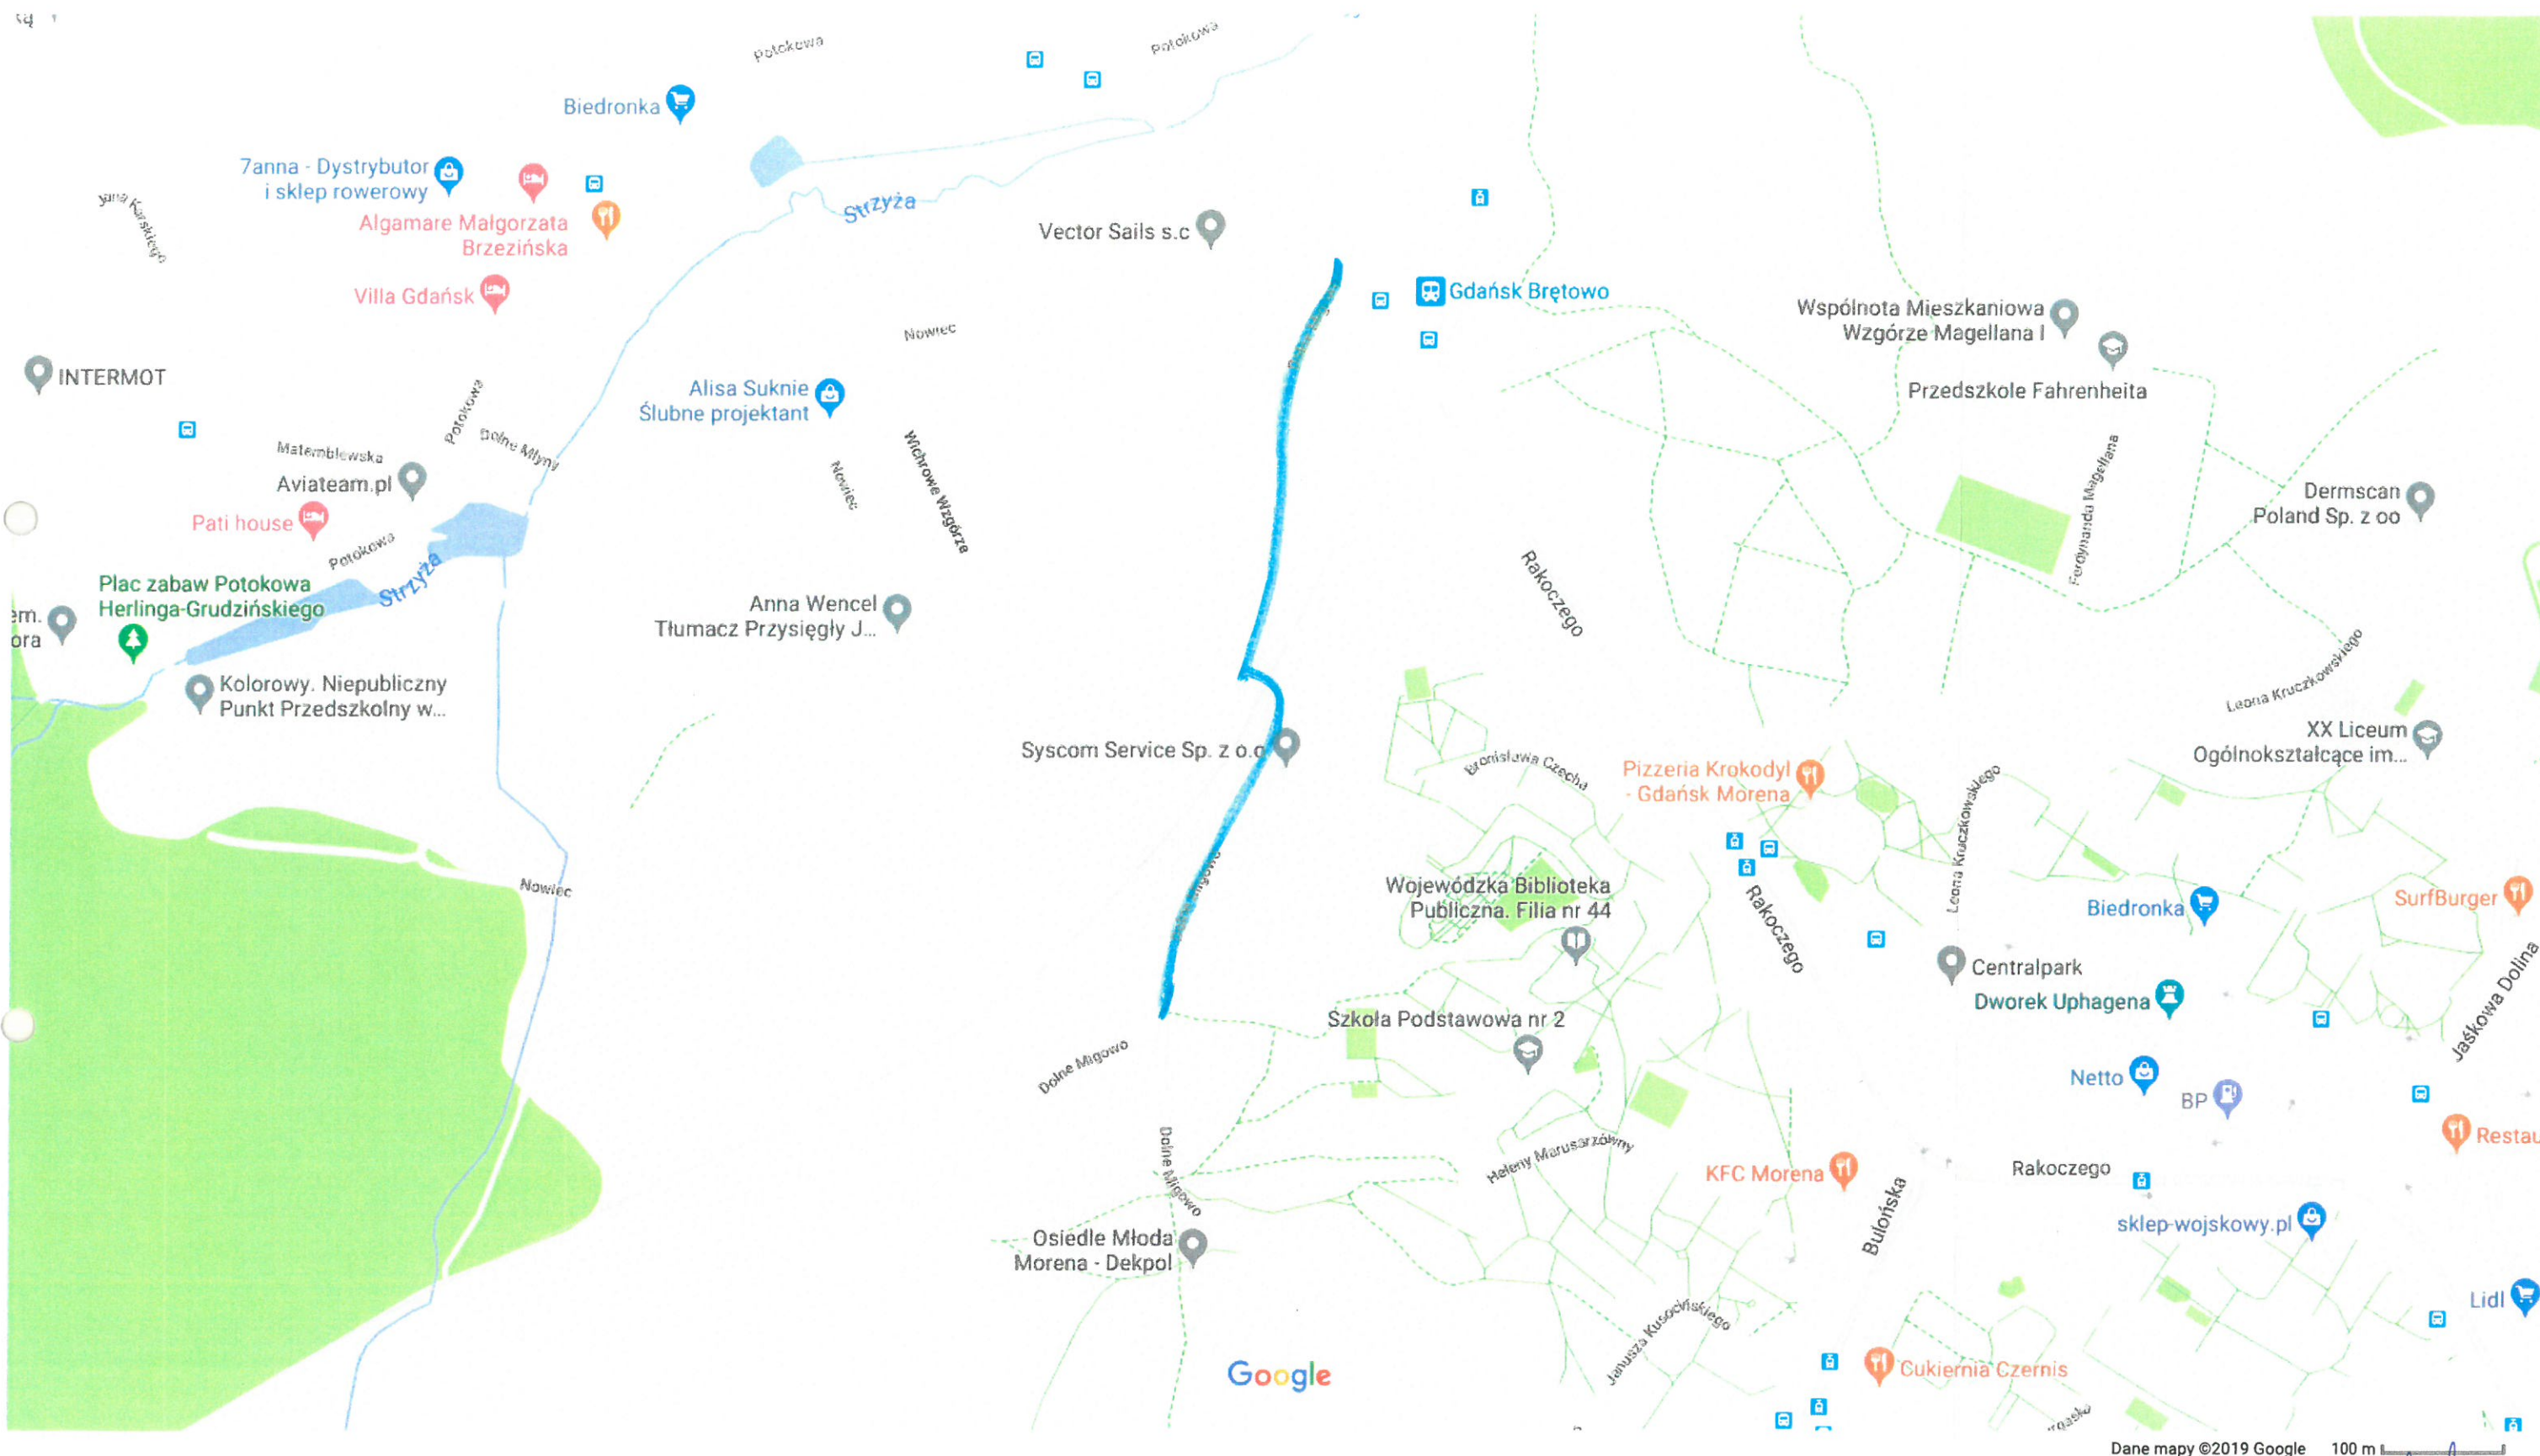 Potokowa
Potokowa
Biedronka
7anna - Dystrybutor
i sklep rowerowy
Algamare Małgorzata
Brzezińska
Villa Gdańsk
Strzyża
Vector Sails s.c
Gdańsk Brętowo
Wspólnota Mieszkaniowa
Wzgórze Magellana I
Przedszkole Fahrenheita
Nowiec
INTERMOT
Alisa Suknie
Ślubne projektant
Potokowa
Dolne Młyny
Matemblewska
Aviateam.pl
Pati house
Potokowa
Strzyża
Nowiec
Wichrowe Wzgórze
Ferdynanda Magellana
Dermscan
Poland Sp. z oo
Rakoczego
Plac zabaw Potokowa
Herlinga-Grudzińskiego
em.
ora
Anna Wencel
Tłumacz Przysięgły J...
Kolorowy. Niepubliczny
Punkt Przedszkolny w...
Leona Kruczkowskiego
XX Liceum
Ogólnokształcące im...
Syscom Service Sp. z o.o
Bronisława Czecha
Pizzeria Krokodyl
- Gdańsk Morena
Leona Kruczkowskiego
Nowiec
Wojewódzka Biblioteka
Publiczna. Filia nr 44
Rakoczego
Biedronka
SurfBurger
Centralpark
Dworek Uphagena
Jaśkowa Dolina
Szkoła Podstawowa nr 2
Dolne Migowo
Netto
BP
Restau
Dolne Migowo
Heleny Marusarzówny
KFC Morena
Rakoczego
Bulońska
sklep-wojskowy.pl
Osiedle Młoda
Morena - Dekpol
Lidl
Janusza Kusocińskiego
Google
Cukiernia Czernis
Dane mapy ©2019 Google 100 m